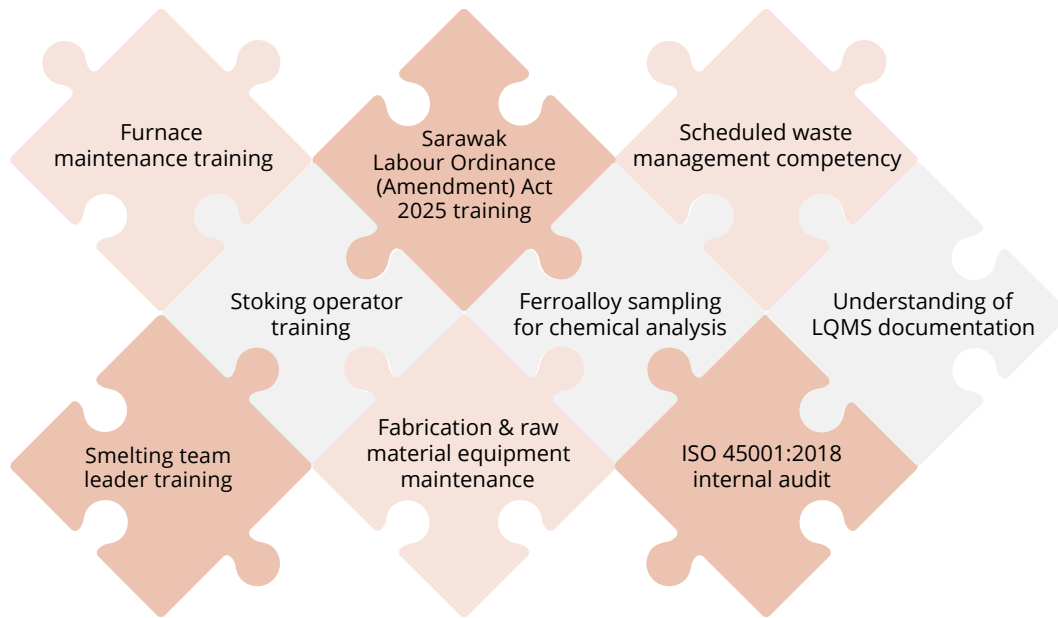 Furnace
maintenance training
Sarawak
Labour Ordinance
(Amendment) Act
2025 training
Scheduled waste
management competency
Stoking operator
training
Ferroalloy sampling
for chemical analysis
Understanding of
LQMS documentation
Smelting team
leader training
Fabrication & raw
material equipment
maintenance
ISO 45001:2018
internal audit